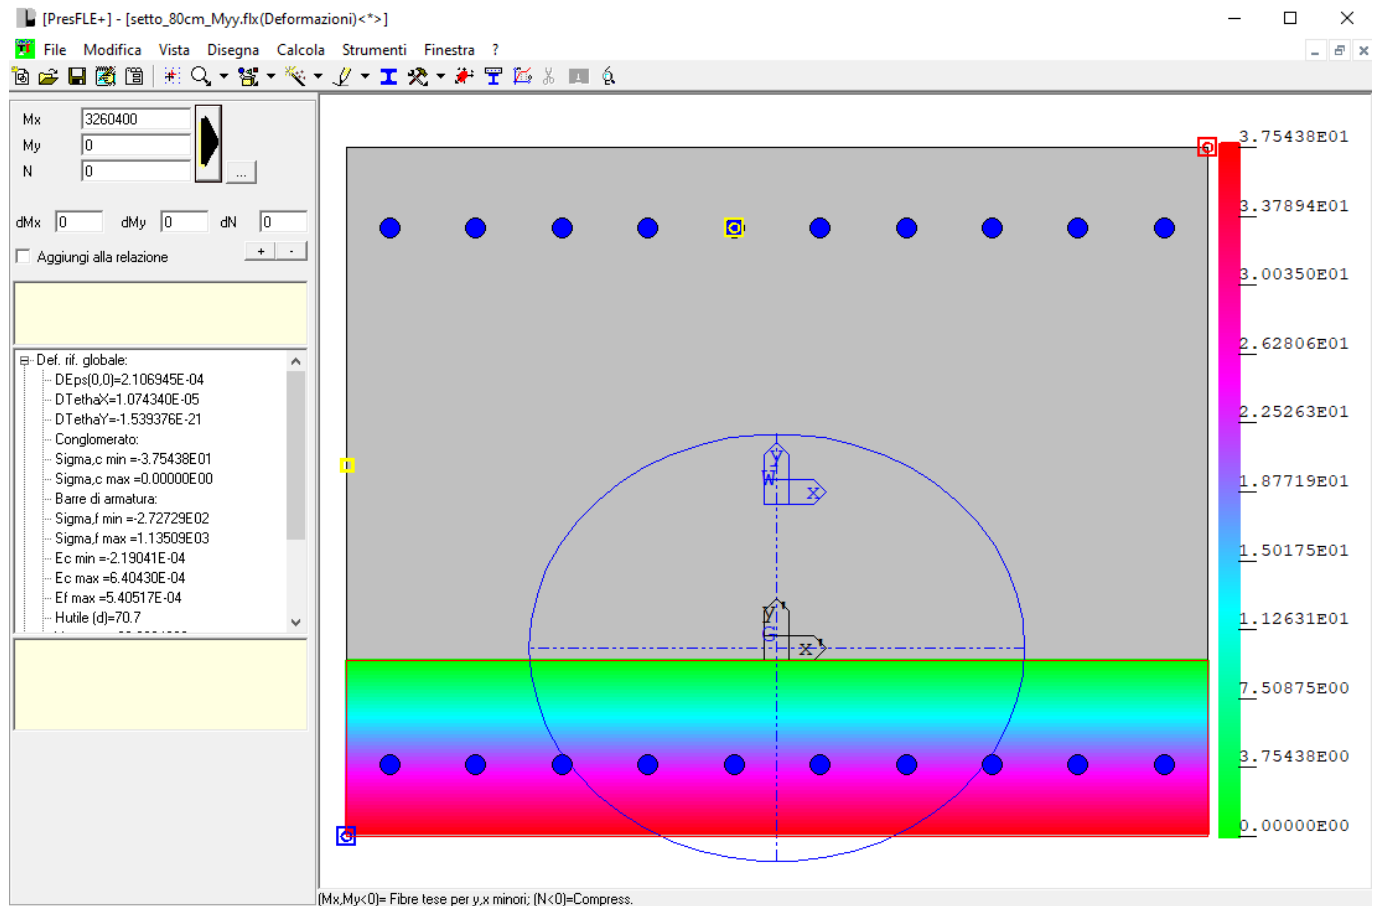 [PresFLE+] - [setto_80cm_Myy.flx(Deformazioni)<*>]
File Modifica Vista Disegna Calcola Strumenti Finestra ?
Mx 3260400
My 0
N 0
...
dMx 0 dMy 0 dN 0
Aggiungi alla relazione + -
Def. rif. globale:
DEps(0,0)=2.106945E-04
DTethaX=1.074340E-05
DTethaY=-1.539376E-21
Conglomerato:
Sigma,c min =-3.75438E01
Sigma,c max =0.00000E00
Barre di armatura:
Sigma,f min =-2.72729E02
Sigma,f max =1.13509E03
Ec min =-2.19041E-04
Ec max =6.40430E-04
Ef max =5.40517E-04
Hutile (d)=70.7
y
W
x
y'
G
x'
3.75438E01
3.37894E01
3.00350E01
2.62806E01
2.25263E01
1.87719E01
1.50175E01
1.12631E01
7.50875E00
3.75438E00
0.00000E00
(Mx,My<0)= Fibre tese per y,x minori; (N<0)=Compress.